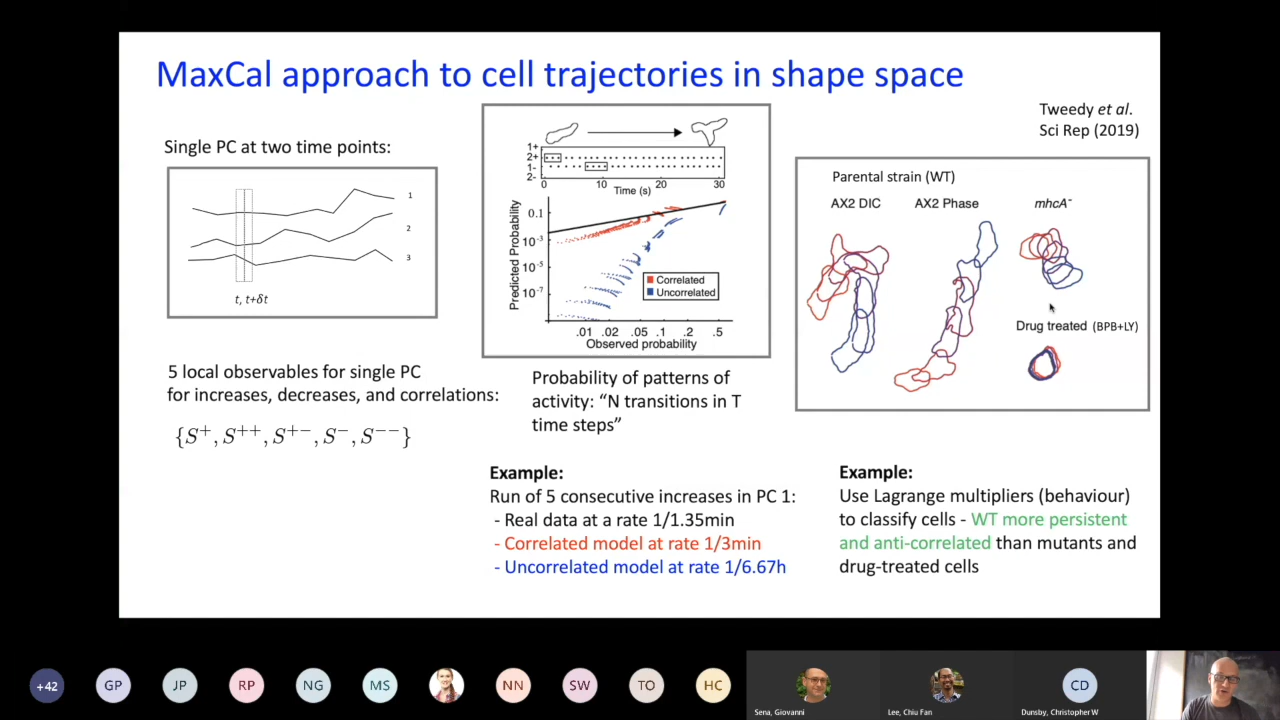 MaxCal approach to cell trajectories in shape space
Tweedy et al.
Sci Rep (2019)
Single PC at two time points:
1
2
3
t, t+δt
5 local observables for single PC
for increases, decreases, and correlations:
{S⁺, S⁺⁺, S⁺⁻, S⁻, S⁻⁻}
1+
2+
1-
2-
0 10 20 30
Time (s)
Predicted Probability
0.1
10⁻³
10⁻⁵
10⁻⁷
Correlated
Uncorrelated
.01 .02 .05 .1 .2 .5
Observed probability
Probability of patterns of
activity: “N transitions in T
time steps”
Example:
Run of 5 consecutive increases in PC 1:
- Real data at a rate 1/1.35min
- Correlated model at rate 1/3min
- Uncorrelated model at rate 1/6.67h
Parental strain (WT)
AX2 DIC AX2 Phase mhcA⁻
Drug treated (BPB+LY)
Example:
Use Lagrange multipliers (behaviour)
to classify cells - WT more persistent
and anti-correlated than mutants and
drug-treated cells
+42 GP JP RP NG MS NN SW TO HC CD
Sena, Giovanni Lee, Chiu Fan Dunsby, Christopher W